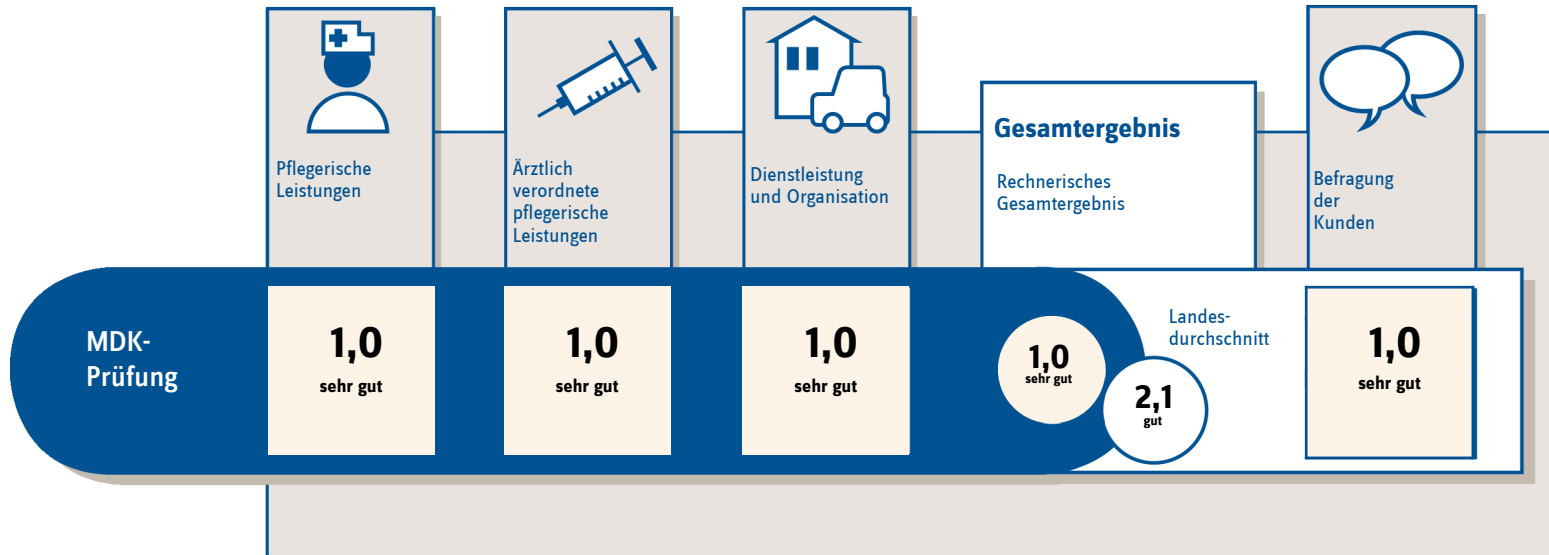 Pflegerische
Leistungen
Ärztlich
verordnete
pflegerische
Leistungen
Dienstleistung
und Organisation
Gesamtergebnis
Rechnerisches
Gesamtergebnis
Befragung
der
Kunden
MDK-
Prüfung
1,0
sehr gut
1,0
sehr gut
1,0
sehr gut
1,0
sehr gut
Landes-
durchschnitt
2,1
gut
1,0
sehr gut